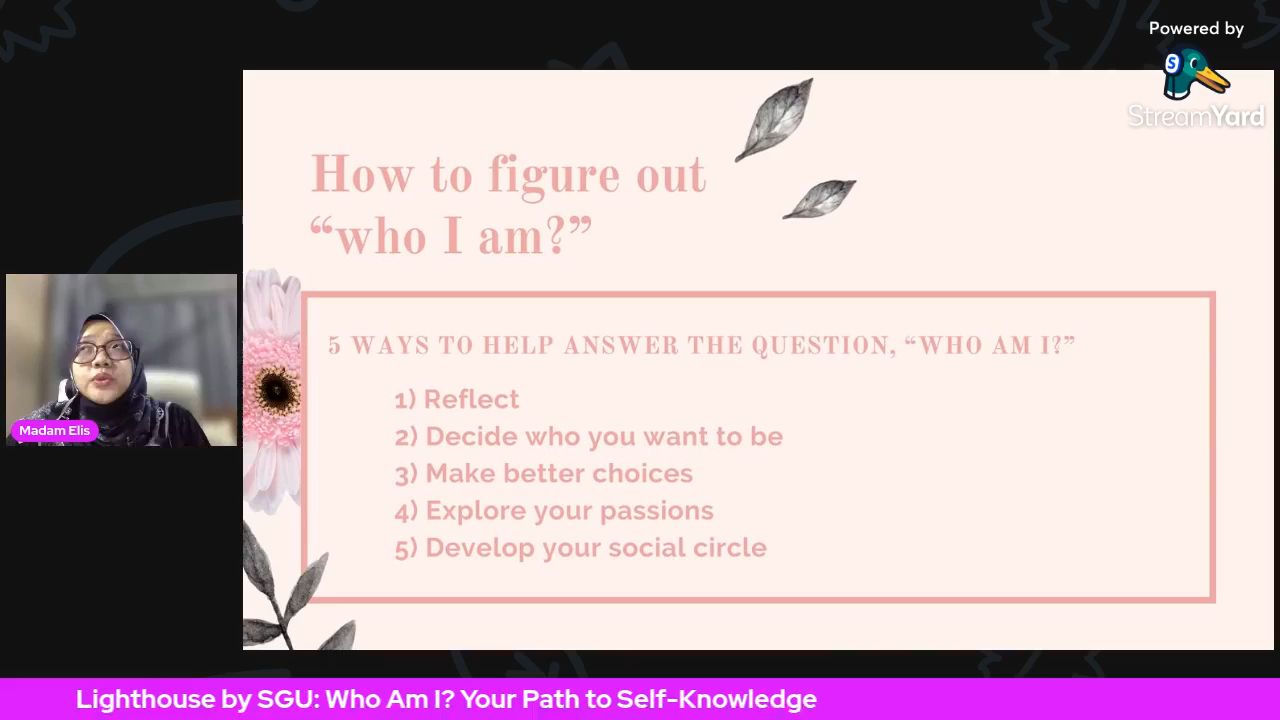 Powered by
S
StreamYard
How to figure out
“who I am?”
5 WAYS TO HELP ANSWER THE QUESTION, “WHO AM I?”
1) Reflect
2) Decide who you want to be
3) Make better choices
4) Explore your passions
5) Develop your social circle
Madam Elis
Lighthouse by SGU: Who Am I? Your Path to Self-Knowledge